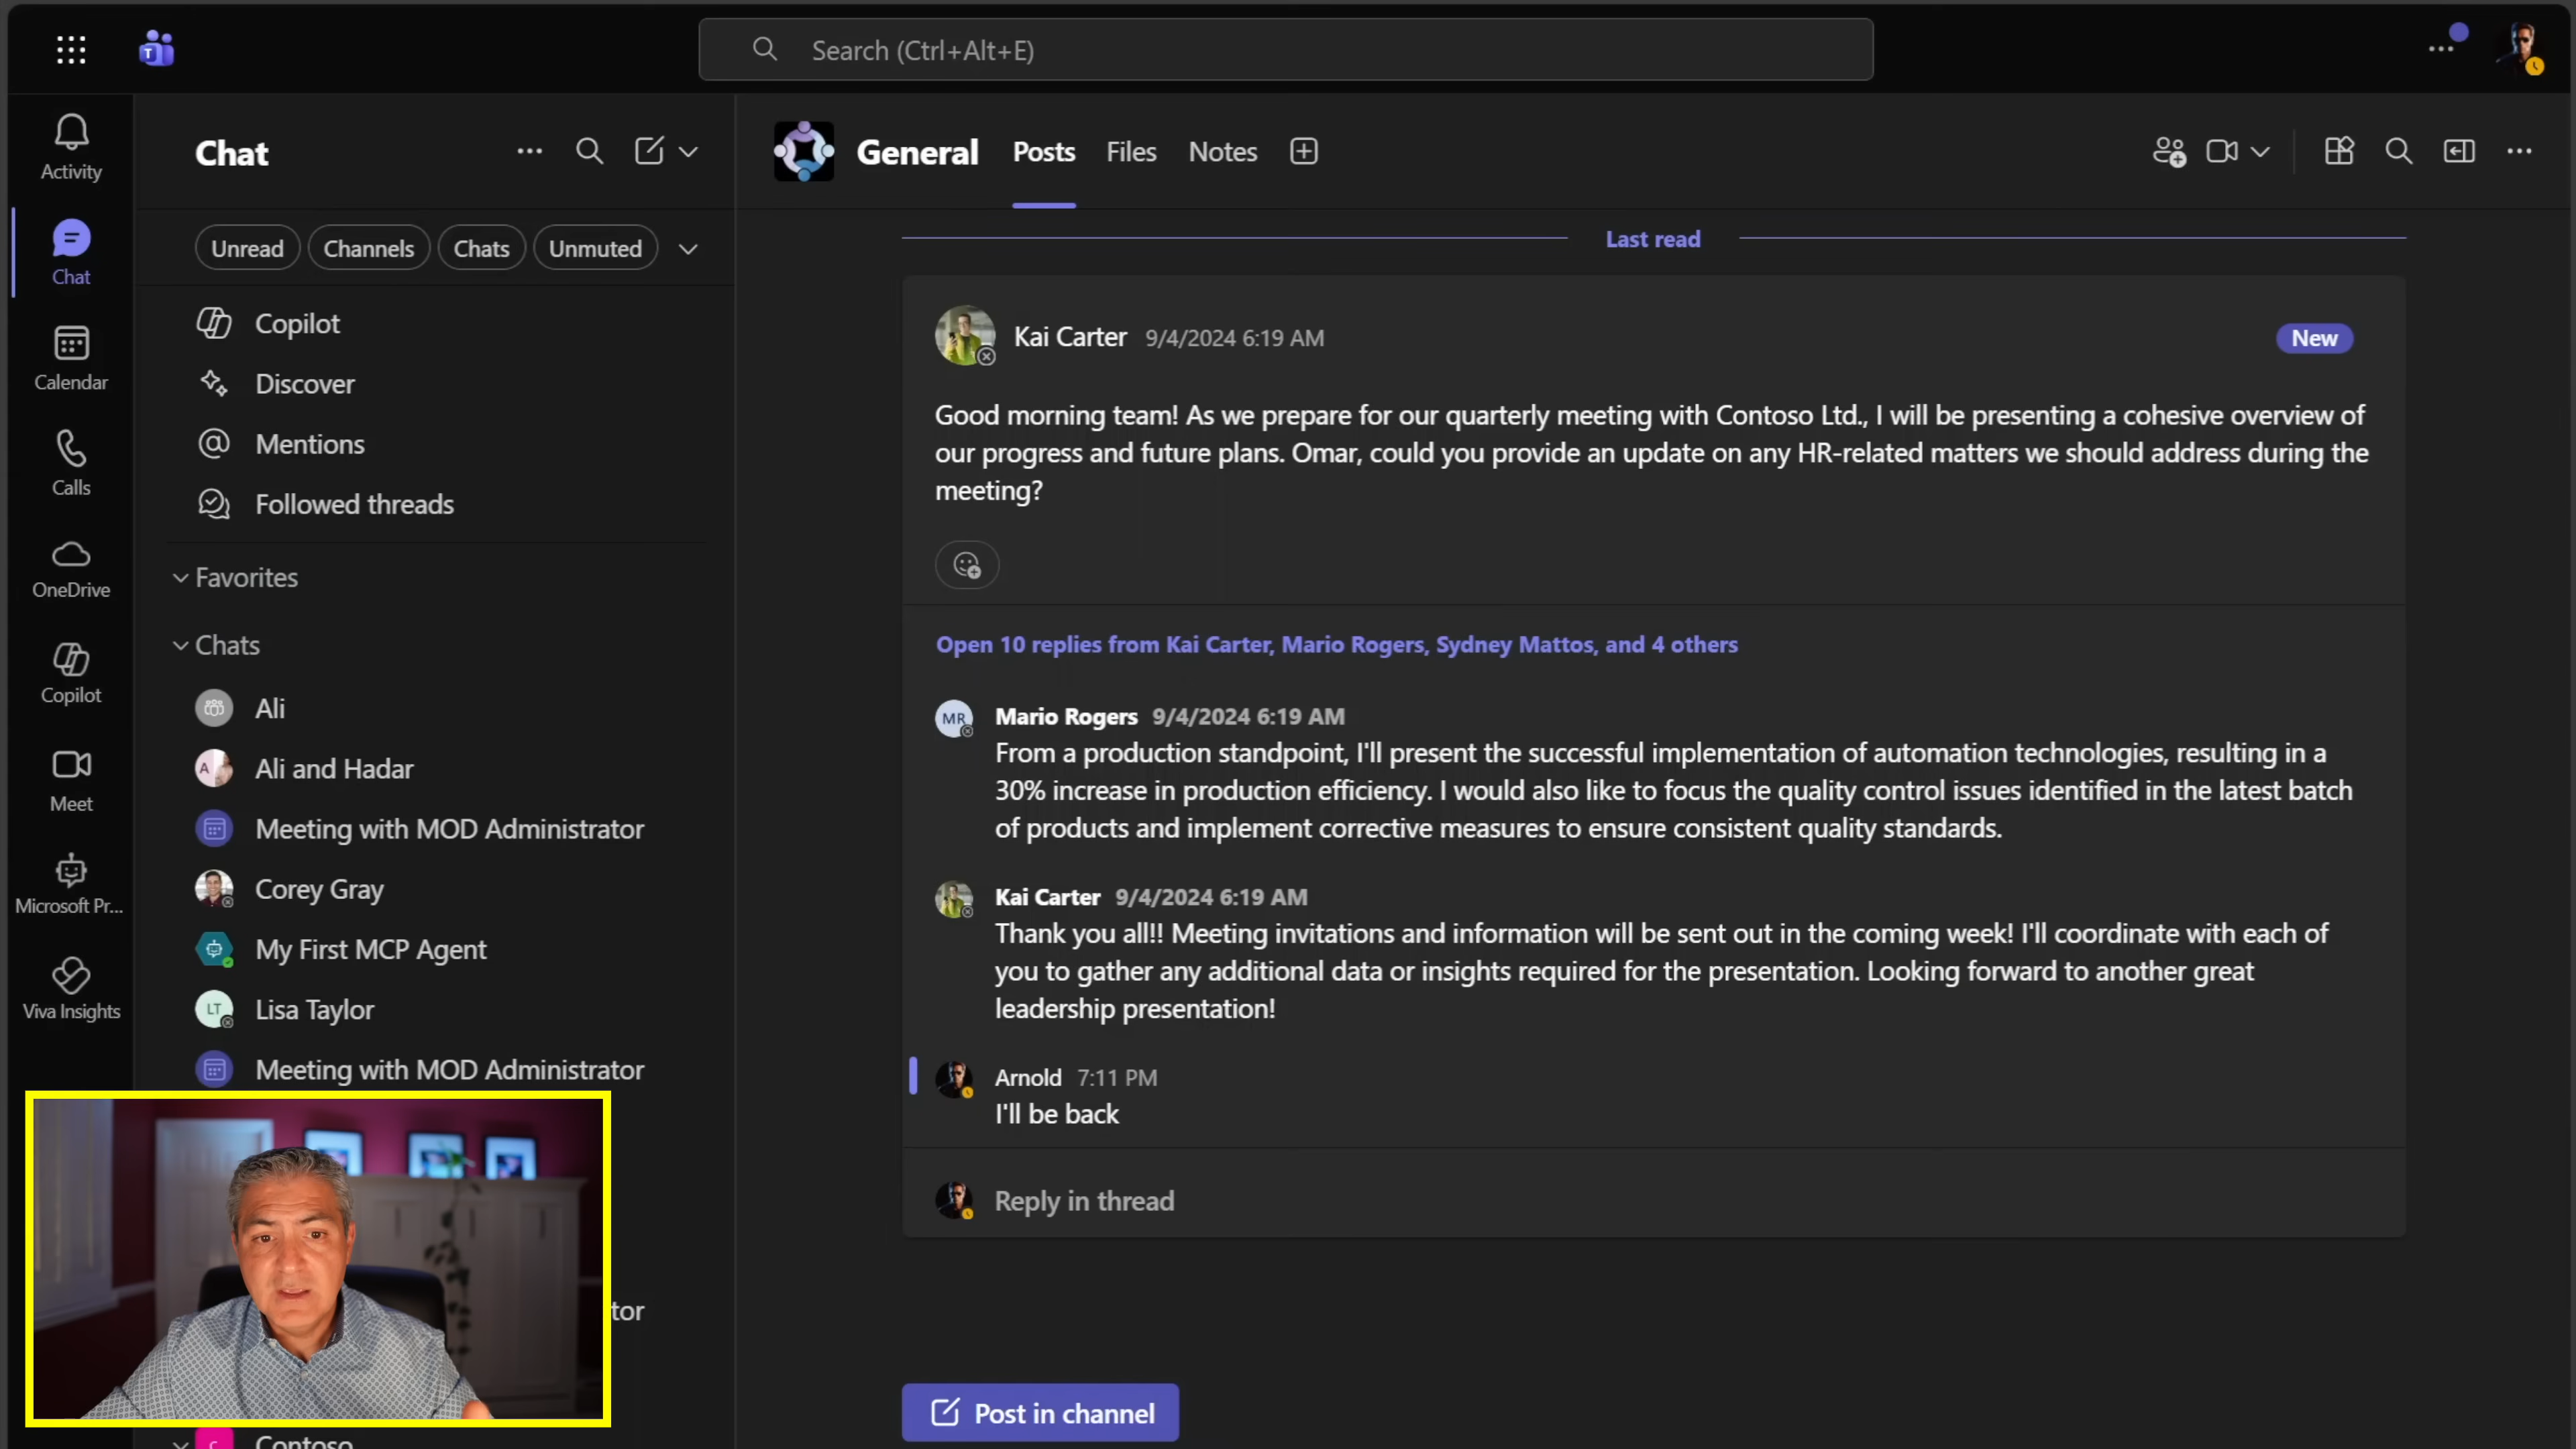 Search (Ctrl+Alt+E)
Activity
Chat
Calendar
Calls
OneDrive
Copilot
Meet
Microsoft Pr...
Viva Insights
Chat
Unread
Channels
Chats
Unmuted
Copilot
Discover
Mentions
Followed threads
Favorites
Chats
Ali
A
Ali and Hadar
Meeting with MOD Administrator
Corey Gray
My First MCP Agent
LT
Lisa Taylor
Meeting with MOD Administrator
tor
C
Contoso
General
Posts
Files
Notes
Last read
Kai Carter 9/4/2024 6:19 AM
New
Good morning team! As we prepare for our quarterly meeting with Contoso Ltd., I will be presenting a cohesive overview of
our progress and future plans. Omar, could you provide an update on any HR-related matters we should address during the
meeting?
Open 10 replies from Kai Carter, Mario Rogers, Sydney Mattos, and 4 others
MR
Mario Rogers 9/4/2024 6:19 AM
From a production standpoint, I'll present the successful implementation of automation technologies, resulting in a
30% increase in production efficiency. I would also like to focus the quality control issues identified in the latest batch
of products and implement corrective measures to ensure consistent quality standards.
Kai Carter 9/4/2024 6:19 AM
Thank you all!! Meeting invitations and information will be sent out in the coming week! I'll coordinate with each of
you to gather any additional data or insights required for the presentation. Looking forward to another great
leadership presentation!
Arnold 7:11 PM
I'll be back
Reply in thread
Post in channel